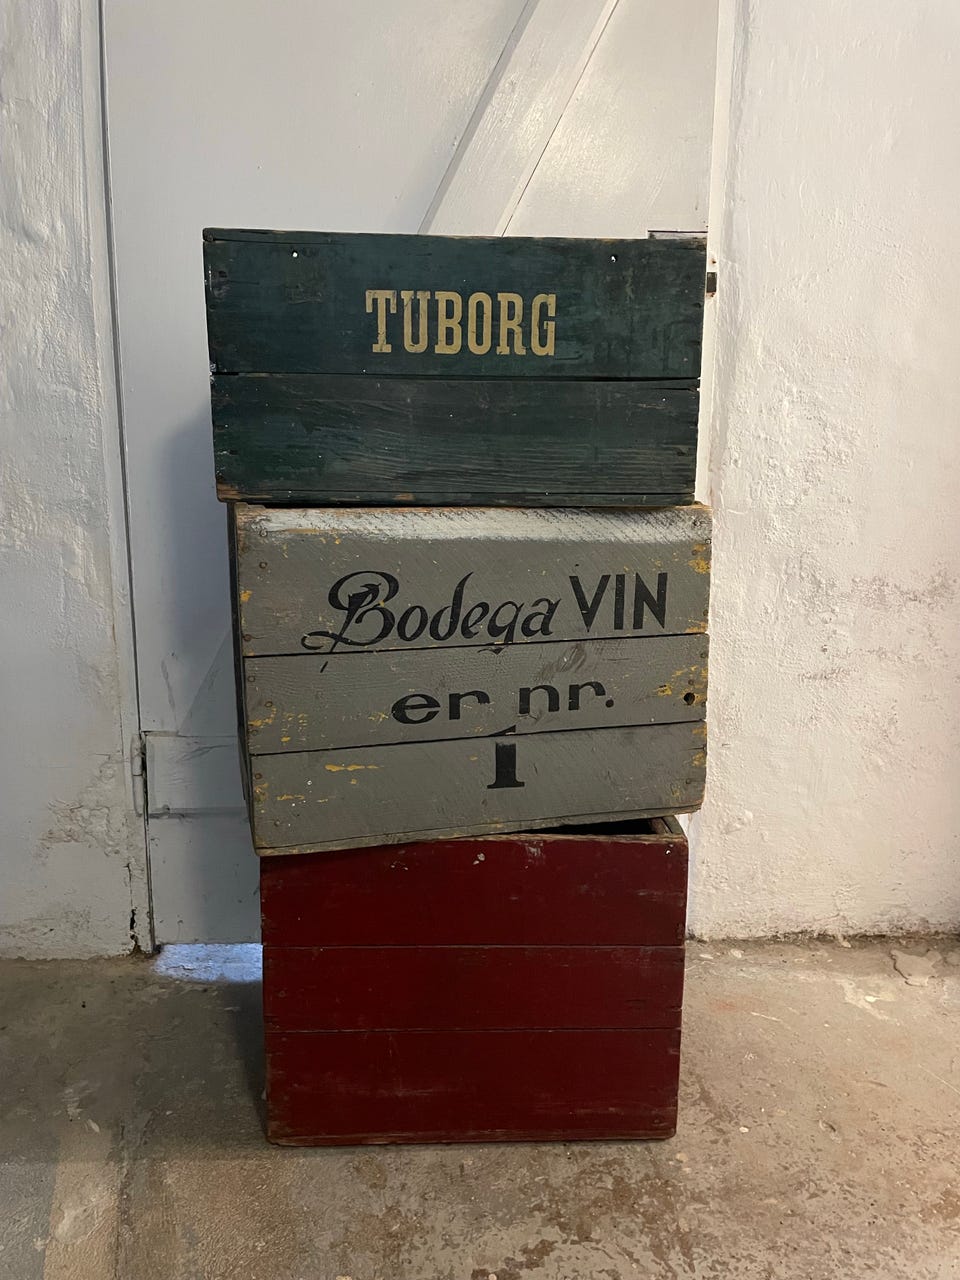 TUBORG
Bodega VIN
er nr.
1